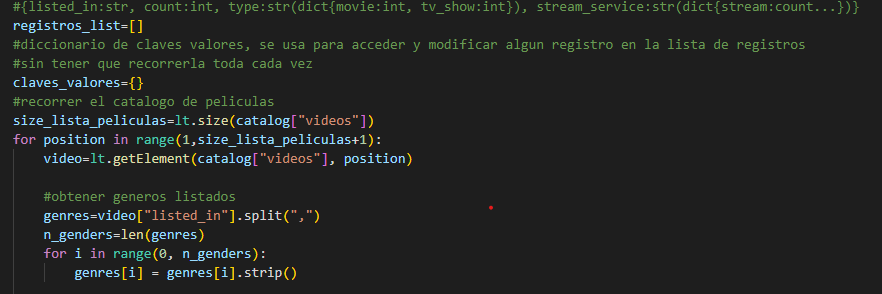 #{listed_in:str, count:int, type:str(dict{movie:int, tv_show:int}), stream_service:str(dict{stream:count...})}
registros_list=[]
#diccionario de claves valores, se usa para acceder y modificar algun registro en la lista de registros
#sin tener que recorrerla toda cada vez
claves_valores={}
#recorrer el catalogo de peliculas
size_lista_peliculas=lt.size(catalog["videos"])
for position in range(1,size_lista_peliculas+1):
    video=lt.getElement(catalog["videos"], position)
    #obtener generos listados
    genres=video["listed_in"].split(",")
    n_genders=len(genres)
    for i in range(0, n_genders):
        genres[i] = genres[i].strip()